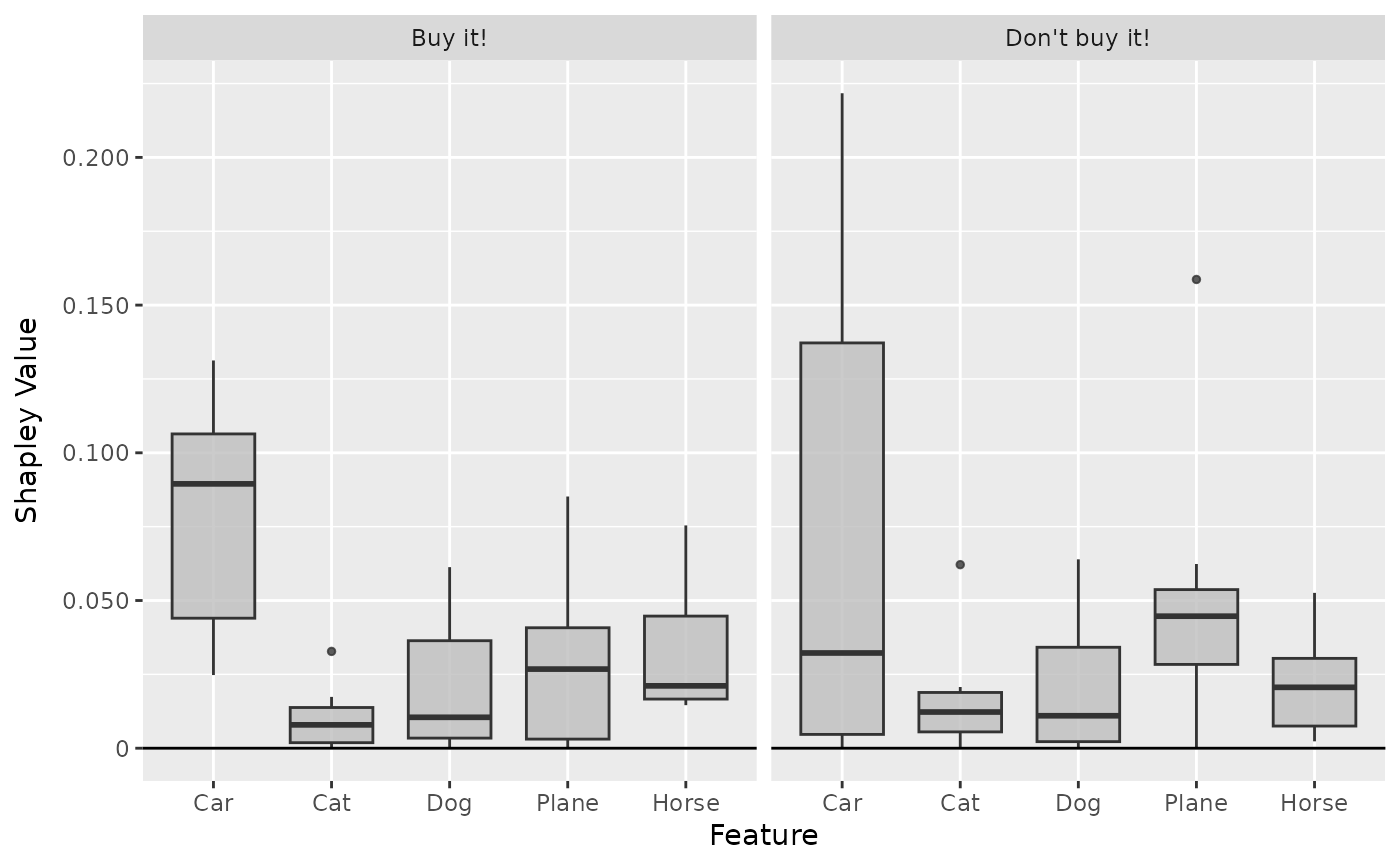 Buy it!
Don't buy it!
Shapley Value
0.200
0.150
0.100
0.050
0
Car Cat Dog Plane Horse
Car Cat Dog Plane Horse
Feature